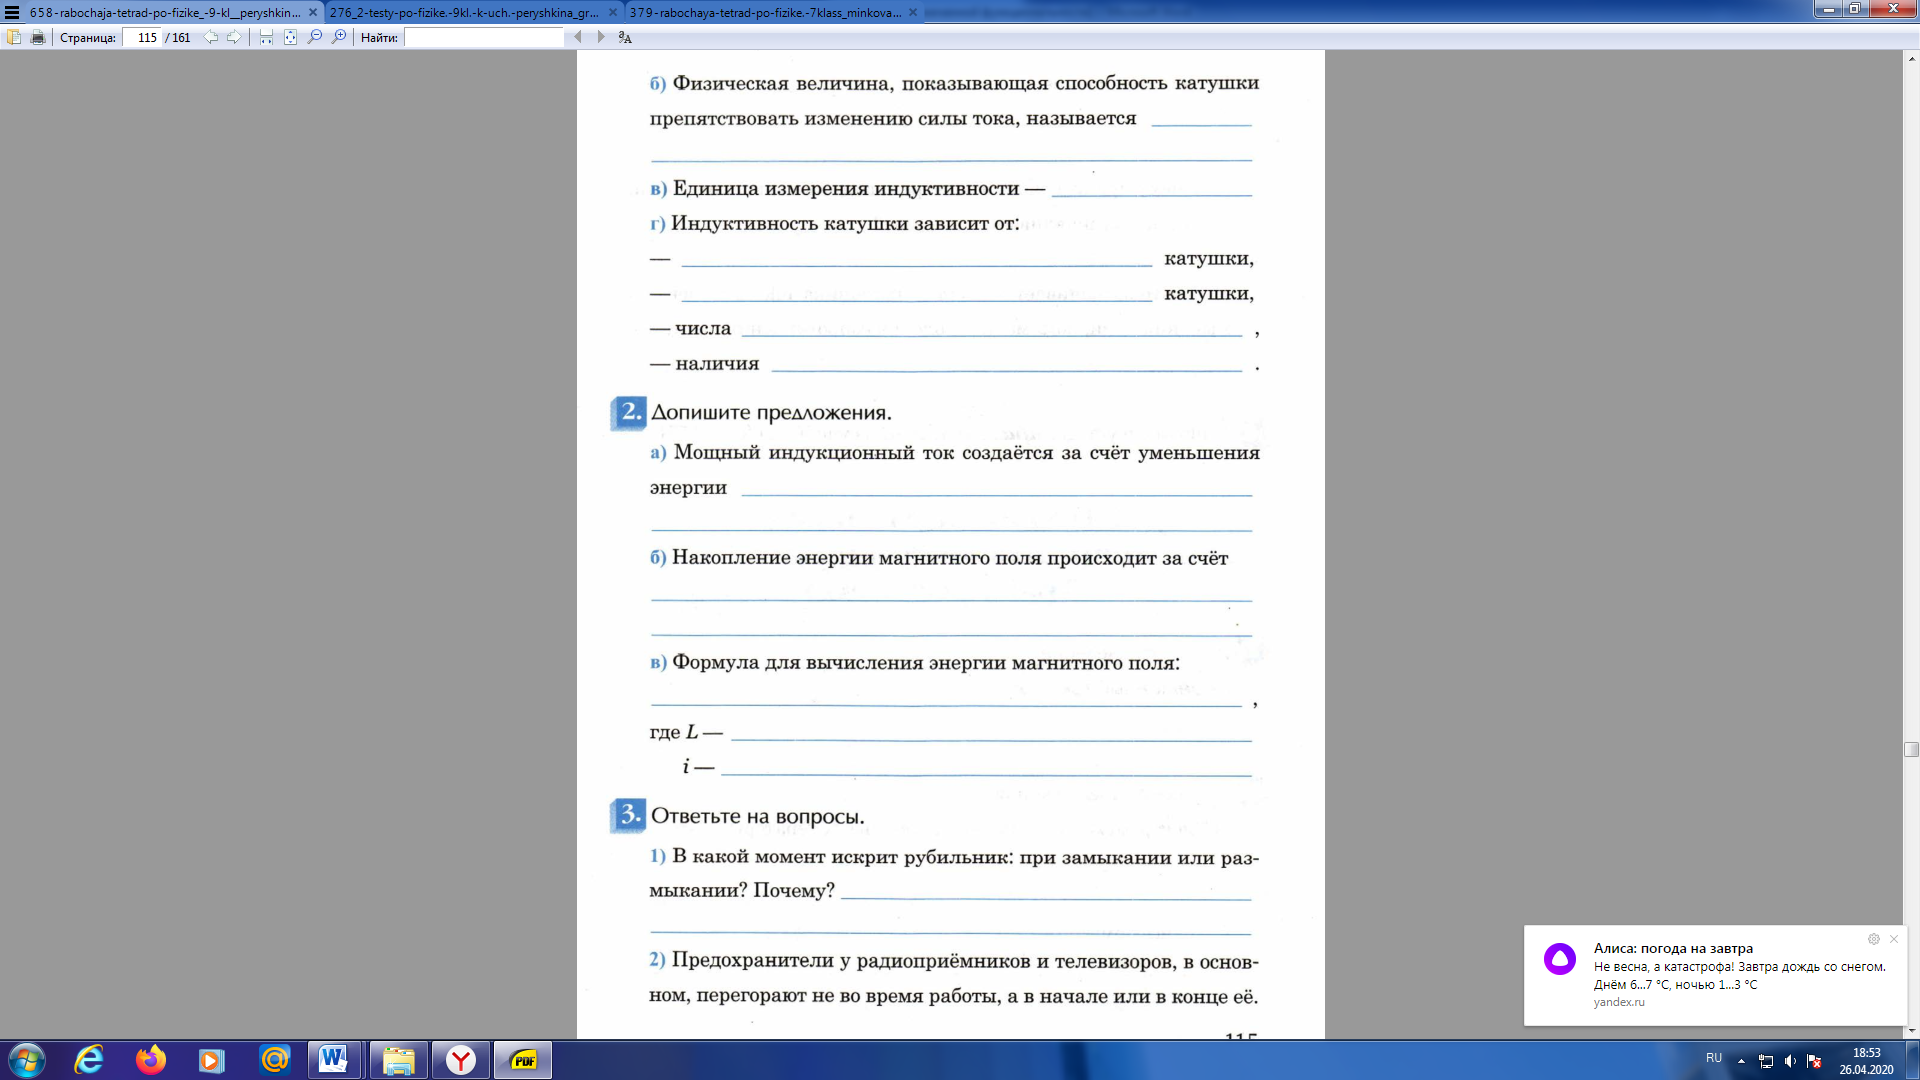 658-rabochaja-tetrad-po-fizike_-9-kl__peryshkin...
276_2-testy-po-fizike.-9kl.-k-uch.-peryshkina_gr...
379-rabochaya-tetrad-po-fizike.-7klass_minkova...
Страница: 115 / 161 Найти:
б) Физическая величина, показывающая способность катушки
препятствовать изменению силы тока, называется
в) Единица измерения индуктивности —
г) Индуктивность катушки зависит от:
— катушки,
— катушки,
— числа ,
— наличия .
2. Допишите предложения.
а) Мощный индукционный ток создаётся за счёт уменьшения
энергии
б) Накопление энергии магнитного поля происходит за счёт
в) Формула для вычисления энергии магнитного поля:
,
где L —
i —
3. Ответьте на вопросы.
1) В какой момент искрит рубильник: при замыкании или раз-
мыкании? Почему?
2) Предохранители у радиоприёмников и телевизоров, в основ-
ном, перегорают не во время работы, а в начале или в конце её.
115
Алиса: погода на завтра
Не весна, а катастрофа! Завтра дождь со снегом.
Днём 6...7 °C, ночью 1...3 °C
yandex.ru
PDF
RU
18:53
26.04.2020